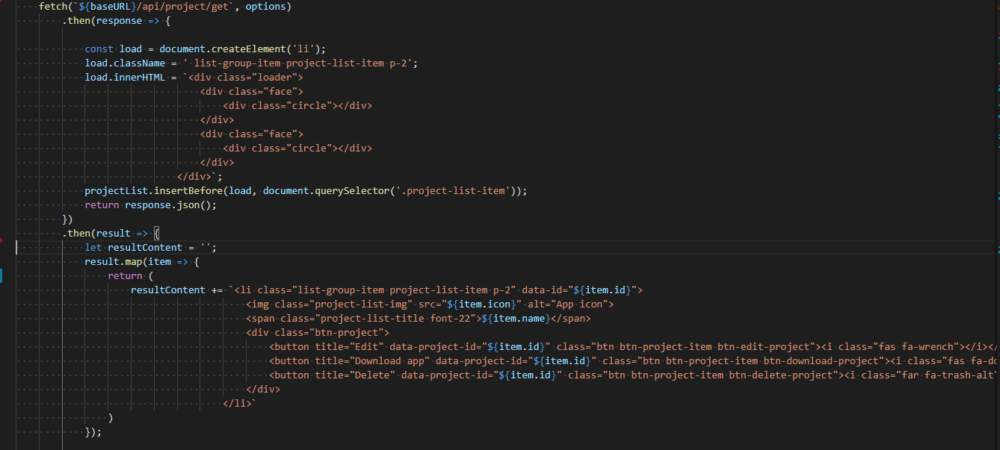 fetch(`${baseURL}/api/project/get`, options)
.then(response => {
const load = document.createElement('li');
load.className = ' list-group-item project-list-item p-2';
load.innerHTML = `<div class="loader">
<div class="face">
<div class="circle"></div>
</div>
<div class="face">
<div class="circle"></div>
</div>
</div>`;
projectList.insertBefore(load, document.querySelector('.project-list-item'));
return response.json();
})
.then(result => {
let resultContent = '';
result.map(item => {
return (
resultContent += `<li class="list-group-item project-list-item p-2" data-id="${item.id}">
<img class="project-list-img" src="${item.icon}" alt="App icon">
<span class="project-list-title font-22">${item.name}</span>
<div class="btn-project">
<button title="Edit" data-project-id="${item.id}" class="btn btn-project-item btn-edit-project"><i class="fas fa-wrench"></i></
<button title="Download app" data-project-id="${item.id}" class="btn btn-project-item btn-download-project"><i class="fas fa-do
<button title="Delete" data-project-id="${item.id}" class="btn btn-project-item btn-delete-project"><i class="far fa-trash-alt"
</div>
</li>`
)
});